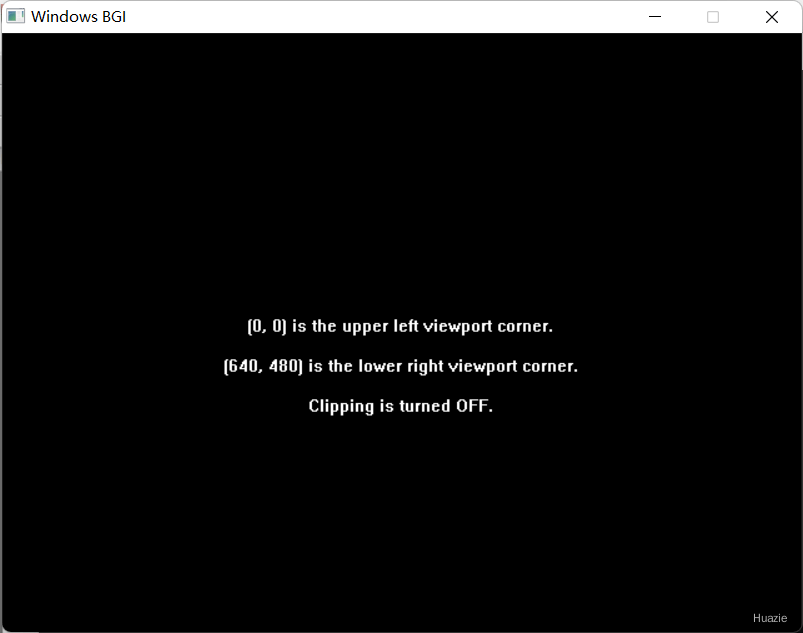 Windows BGI
(0, 0) is the upper left viewport corner.
(640, 480) is the lower right viewport corner.
Clipping is turned OFF.
Huazie